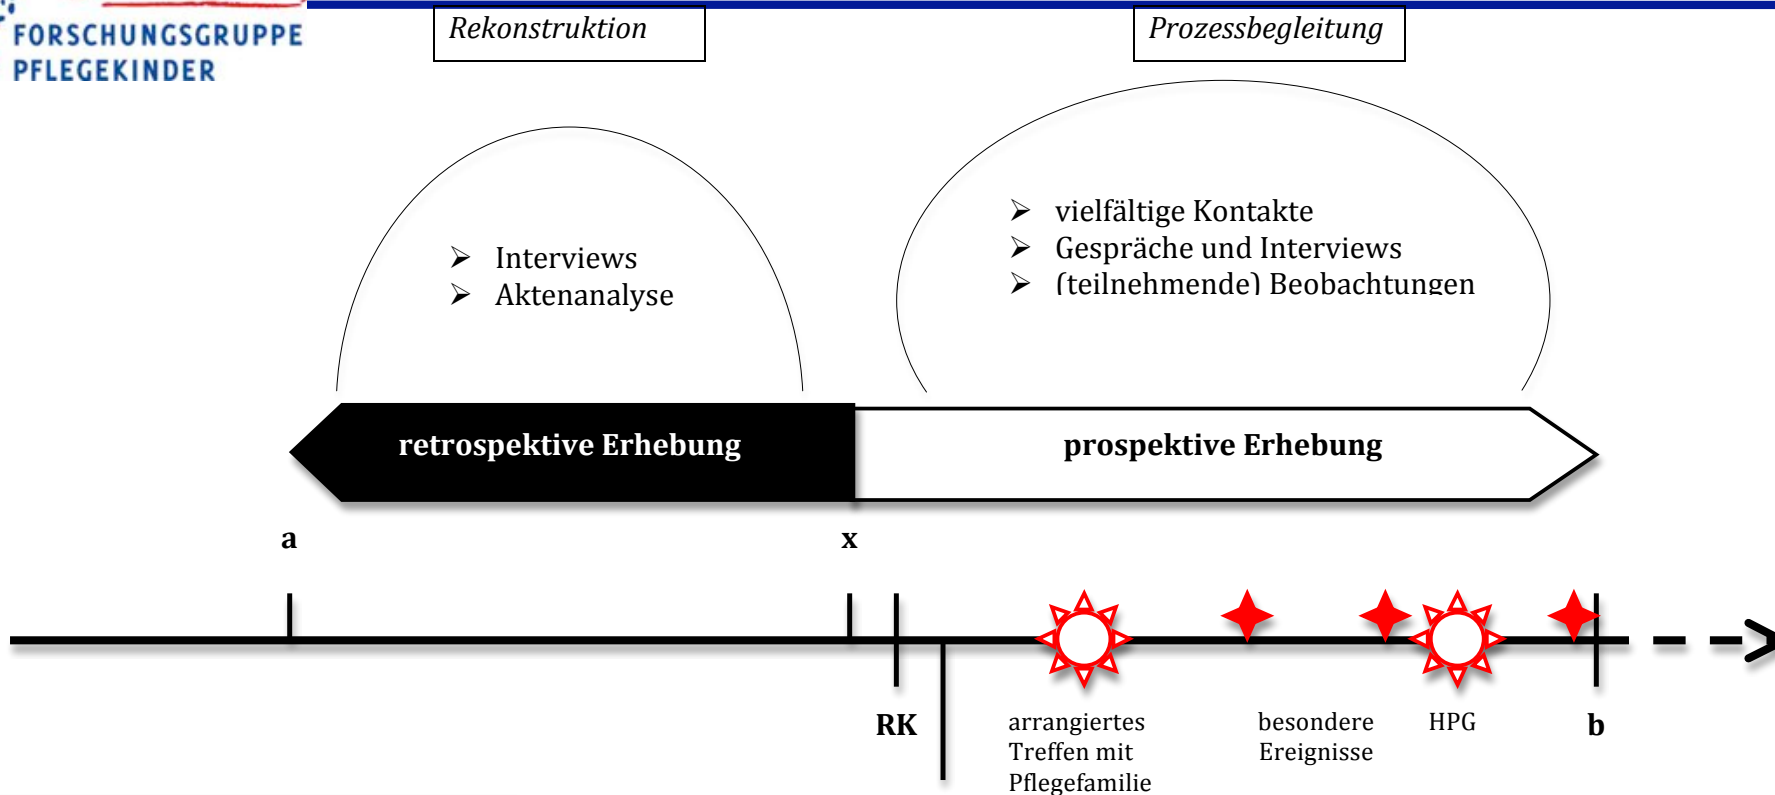 FORSCHUNGSGRUPPE
PFLEGEKINDER
Rekonstruktion
Prozessbegleitung
➢ Interviews
➢ Aktenanalyse
➢ vielfältige Kontakte
➢ Gespräche und Interviews
➢ (teilnehmende) Beobachtungen
retrospektive Erhebung
prospektive Erhebung
a
x
RK
arrangiertes
Treffen mit
Pflegefamilie
besondere
Ereignisse
HPG
b